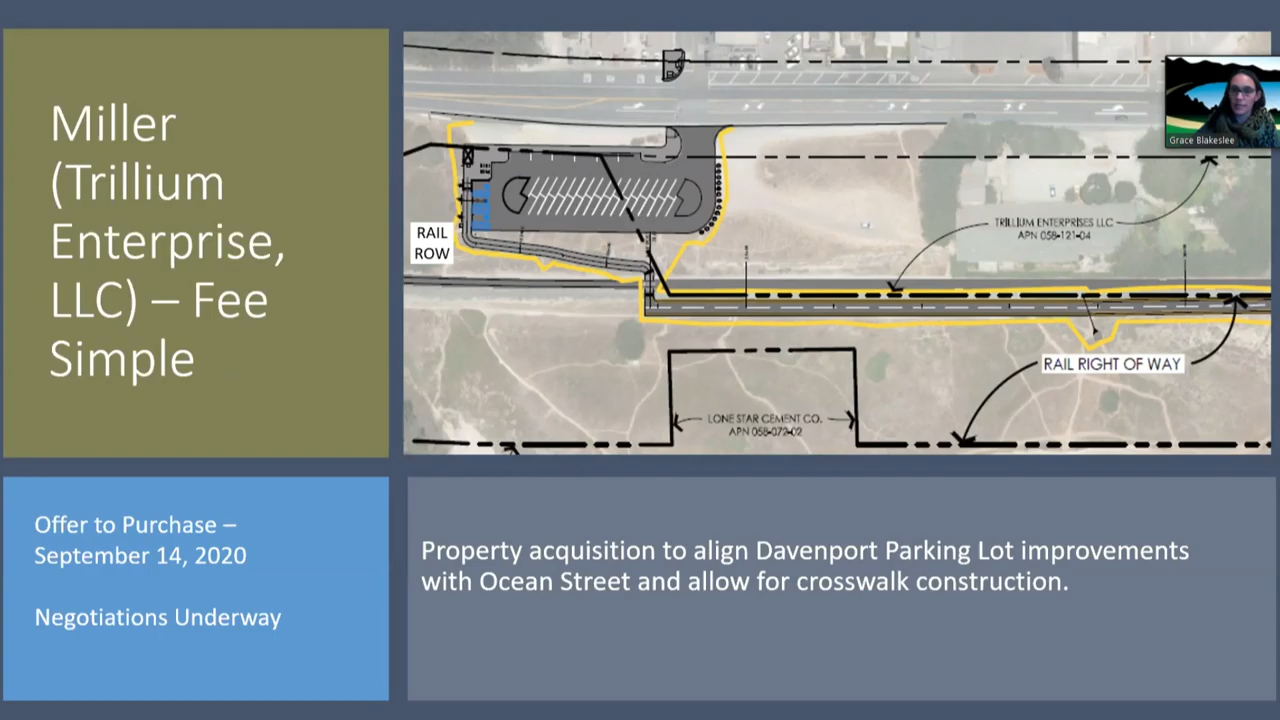 Miller
(Trillium
Enterprise,
LLC) – Fee
Simple
RAIL
ROW
TRILLIUM ENTERPRISES LLC
APN 058-121-04
RAIL RIGHT OF WAY
LONE STAR CEMENT CO.
APN 058-072-02
Grace Blakeslee
Offer to Purchase –
September 14, 2020
Negotiations Underway
Property acquisition to align Davenport Parking Lot improvements
with Ocean Street and allow for crosswalk construction.